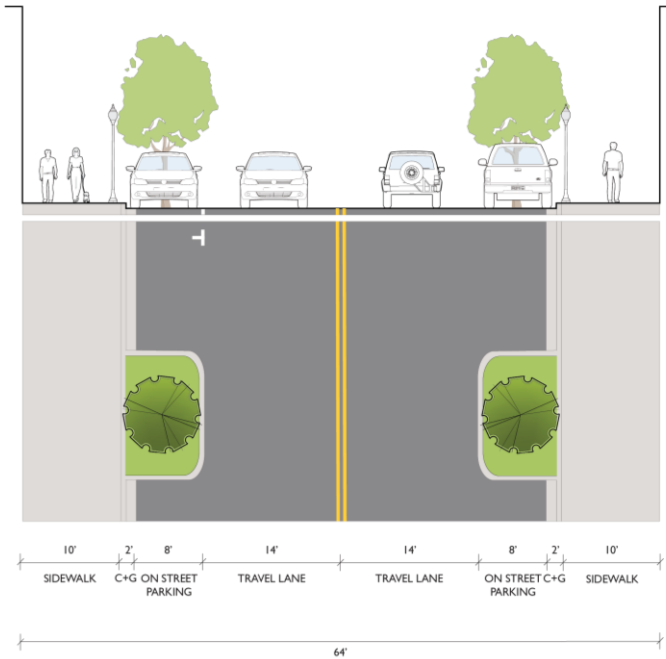 10' 2' 8' 14' 14' 8' 2' 10'
SIDEWALK C+G ON STREET TRAVEL LANE TRAVEL LANE ON STREET C+G SIDEWALK
PARKING PARKING
64'